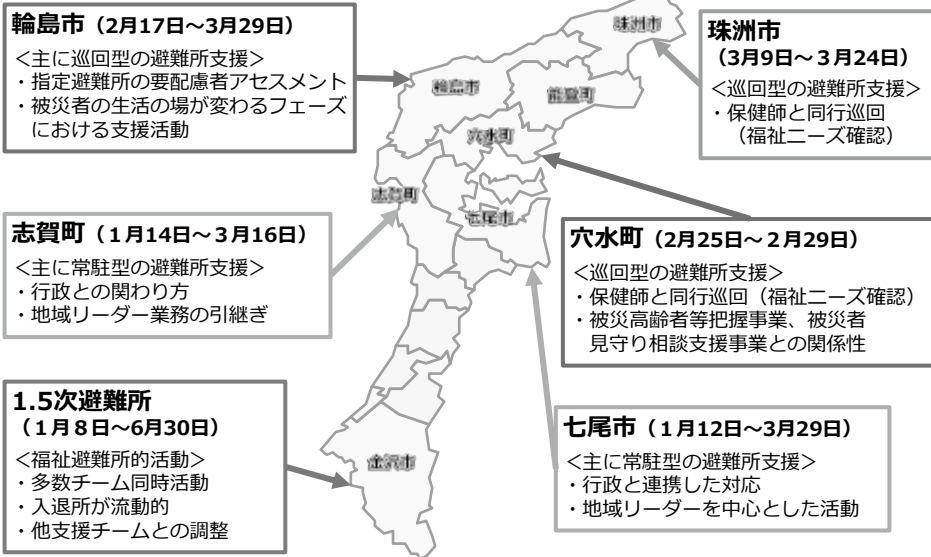 輪島市（2月17日～3月29日）
＜主に巡回型の避難所支援＞
・指定避難所の要配慮者アセスメント
・被災者の生活の場が変わるフェーズ
における支援活動
珠洲市
（3月9日～３月24日）
＜巡回型の避難所支援＞
・保健師と同行巡回
（福祉ニーズ確認）
志賀町（１月14日～３月16日）
＜主に常駐型の避難所支援＞
・行政との関わり方
・地域リーダー業務の引継ぎ
穴水町（2月25日～２月29日）
＜巡回型の避難所支援＞
・保健師と同行巡回（福祉ニーズ確認）
・被災高齢者等把握事業、被災者
見守り相談支援事業との関係性
1.5次避難所
（１月８日～6月30日）
＜福祉避難所的活動＞
・多数チーム同時活動
・入退所が流動的
・他支援チームとの調整
七尾市（１月12日～3月29日）
＜主に常駐型の避難所支援＞
・行政と連携した対応
・地域リーダーを中心とした活動
珠洲市
輪島市
能登町
穴水町
志賀町
七尾市
金沢市